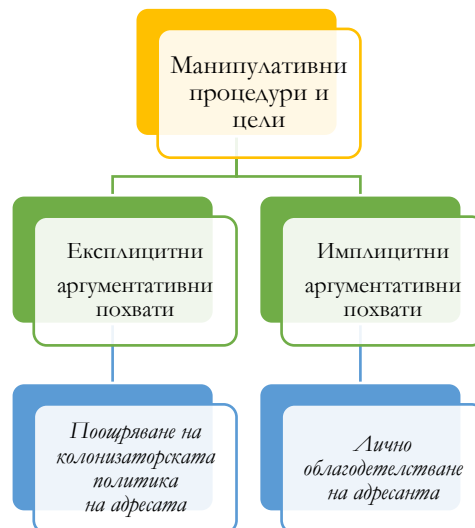 Манипулативни
процедури и
цели
Експлицитни
аргументативни
похвати
Имплицитни
аргументативни
похвати
Поощряване на
колонизаторската
политика
на адресата
Лично
облагодетелстване
на адресанта